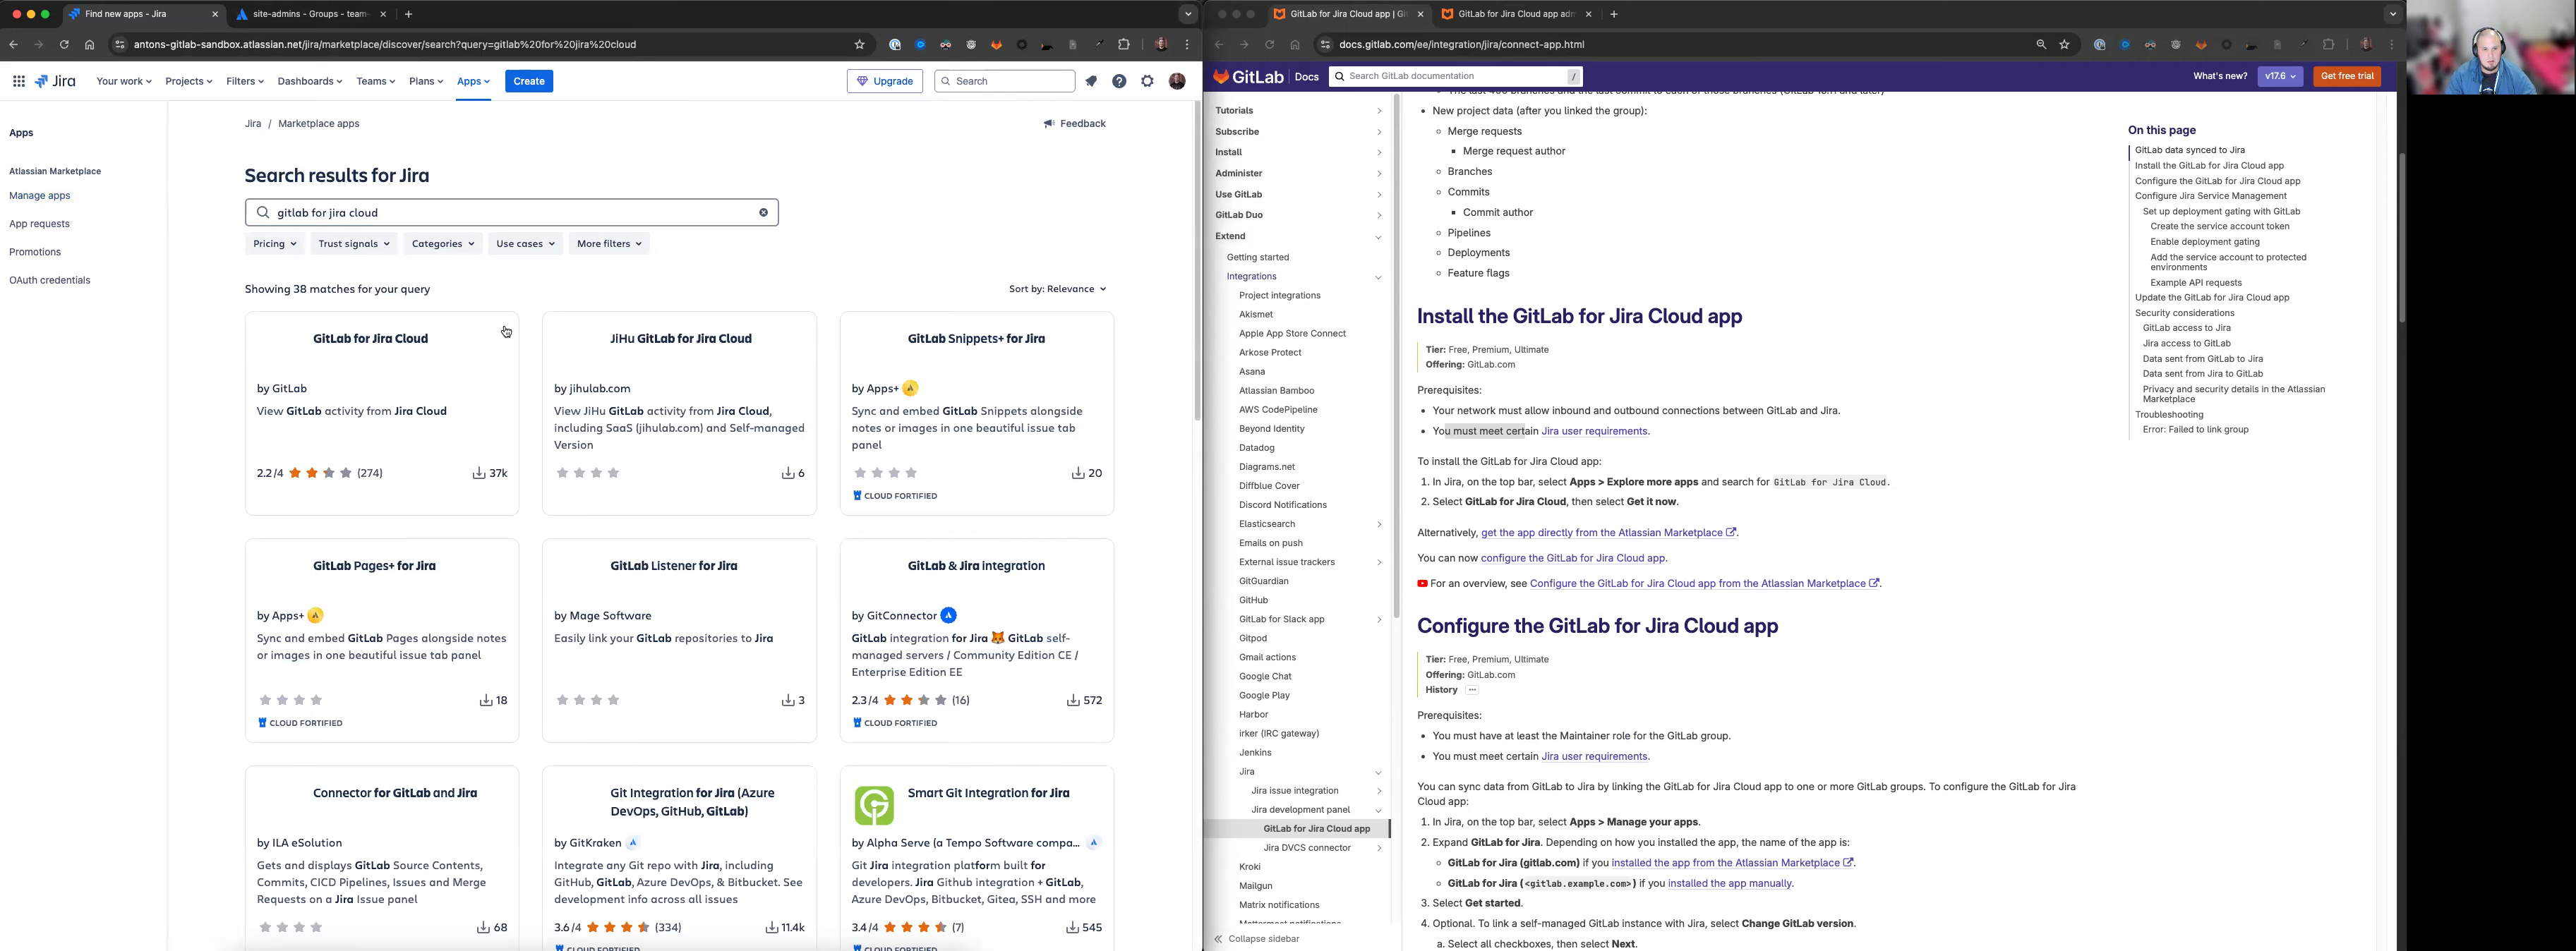 Find new apps - Jira
site-admins - Groups - team-
antons-gitlab-sandbox.atlassian.net/jira/marketplace/discover/search?query=gitlab%20for%20jira%20cloud
Jira
Your work
Projects
Filters
Dashboards
Teams
Plans
Apps
Create
Upgrade
Search
Apps
Atlassian Marketplace
Manage apps
App requests
Promotions
OAuth credentials
Jira / Marketplace apps
Feedback
Search results for Jira
gitlab for jira cloud
Pricing
Trust signals
Categories
Use cases
More filters
Showing 38 matches for your query
Sort by: Relevance
GitLab for Jira Cloud
by GitLab
View GitLab activity from Jira Cloud
2.2/4 (274) 37k
JiHu GitLab for Jira Cloud
by jihulab.com
View JiHu GitLab activity from Jira Cloud,
including SaaS (jihulab.com) and Self-managed
Version
6
GitLab Snippets+ for Jira
by Apps+
Sync and embed GitLab Snippets alongside
notes or images in one beautiful issue tab
panel
20
CLOUD FORTIFIED
GitLab Pages+ for Jira
by Apps+
Sync and embed GitLab Pages alongside notes
or images in one beautiful issue tab panel
18
CLOUD FORTIFIED
GitLab Listener for Jira
by Mage Software
Easily link your GitLab repositories to Jira
3
GitLab & Jira integration
by GitConnector
GitLab integration for Jira 🦊 GitLab self-
managed servers / Community Edition CE /
Enterprise Edition EE
2.3/4 (16) 572
CLOUD FORTIFIED
Connector for GitLab and Jira
by ILA eSolution
Gets and displays GitLab Source Contents,
Commits, CICD Pipelines, Issues and Merge
Requests on a Jira Issue panel
68
Git Integration for Jira (Azure
DevOps, GitHub, GitLab)
by GitKraken
Integrate any Git repo with Jira, including
GitHub, GitLab, Azure DevOps, & Bitbucket. See
development info across all issues
3.6/4 (334) 11.4k
CLOUD FORTIFIED
Smart Git Integration for Jira
by Alpha Serve (a Tempo Software compa...
Git Jira integration platform built for
developers. Jira Github integration + GitLab,
Azure DevOps, Bitbucket, Gitea, SSH and more
3.4/4 (7) 545
CLOUD FORTIFIED
GitLab for Jira Cloud app | Gi
GitLab for Jira Cloud app adm
docs.gitlab.com/ee/integration/jira/connect-app.html
GitLab Docs
Search GitLab documentation /
What's new?
v17.6
Get free trial
Tutorials
Subscribe
Install
Administer
Use GitLab
GitLab Duo
Extend
Getting started
Integrations
Project integrations
Akismet
Apple App Store Connect
Arkose Protect
Asana
Atlassian Bamboo
AWS CodePipeline
Beyond Identity
Datadog
Diagrams.net
Diffblue Cover
Discord Notifications
Elasticsearch
Emails on push
External issue trackers
GitGuardian
GitHub
GitLab for Slack app
Gitpod
Gmail actions
Google Chat
Google Play
Harbor
irker (IRC gateway)
Jenkins
Jira
Jira issue integration
Jira development panel
GitLab for Jira Cloud app
Jira DVCS connector
Kroki
Mailgun
Matrix notifications
Mattermost notifications
Collapse sidebar
New project data (after you linked the group):
Merge requests
Merge request author
Branches
Commits
Commit author
Pipelines
Deployments
Feature flags
Install the GitLab for Jira Cloud app
Tier: Free, Premium, Ultimate
Offering: GitLab.com
Prerequisites:
Your network must allow inbound and outbound connections between GitLab and Jira.
You must meet certain Jira user requirements.
To install the GitLab for Jira Cloud app:
1. In Jira, on the top bar, select Apps > Explore more apps and search for GitLab for Jira Cloud.
2. Select GitLab for Jira Cloud, then select Get it now.
Alternatively, get the app directly from the Atlassian Marketplace.
You can now configure the GitLab for Jira Cloud app.
For an overview, see Configure the GitLab for Jira Cloud app from the Atlassian Marketplace.
Configure the GitLab for Jira Cloud app
Tier: Free, Premium, Ultimate
Offering: GitLab.com
History ...
Prerequisites:
You must have at least the Maintainer role for the GitLab group.
You must meet certain Jira user requirements.
You can sync data from GitLab to Jira by linking the GitLab for Jira Cloud app to one or more GitLab groups. To configure the GitLab for Jira
Cloud app:
1. In Jira, on the top bar, select Apps > Manage your apps.
2. Expand GitLab for Jira. Depending on how you installed the app, the name of the app is:
GitLab for Jira (gitlab.com) if you installed the app from the Atlassian Marketplace.
GitLab for Jira (<gitlab.example.com>) if you installed the app manually.
3. Select Get started.
4. Optional. To link a self-managed GitLab instance with Jira, select Change GitLab version.
a. Select all checkboxes, then select Next.
On this page
GitLab data synced to Jira
Install the GitLab for Jira Cloud app
Configure the GitLab for Jira Cloud app
Configure Jira Service Management
Set up deployment gating with GitLab
Create the service account token
Enable deployment gating
Add the service account to protected
environments
Example API requests
Update the GitLab for Jira Cloud app
Security considerations
GitLab access to Jira
Jira access to GitLab
Data sent from GitLab to Jira
Data sent from Jira to GitLab
Privacy and security details in the Atlassian
Marketplace
Troubleshooting
Error: Failed to link group